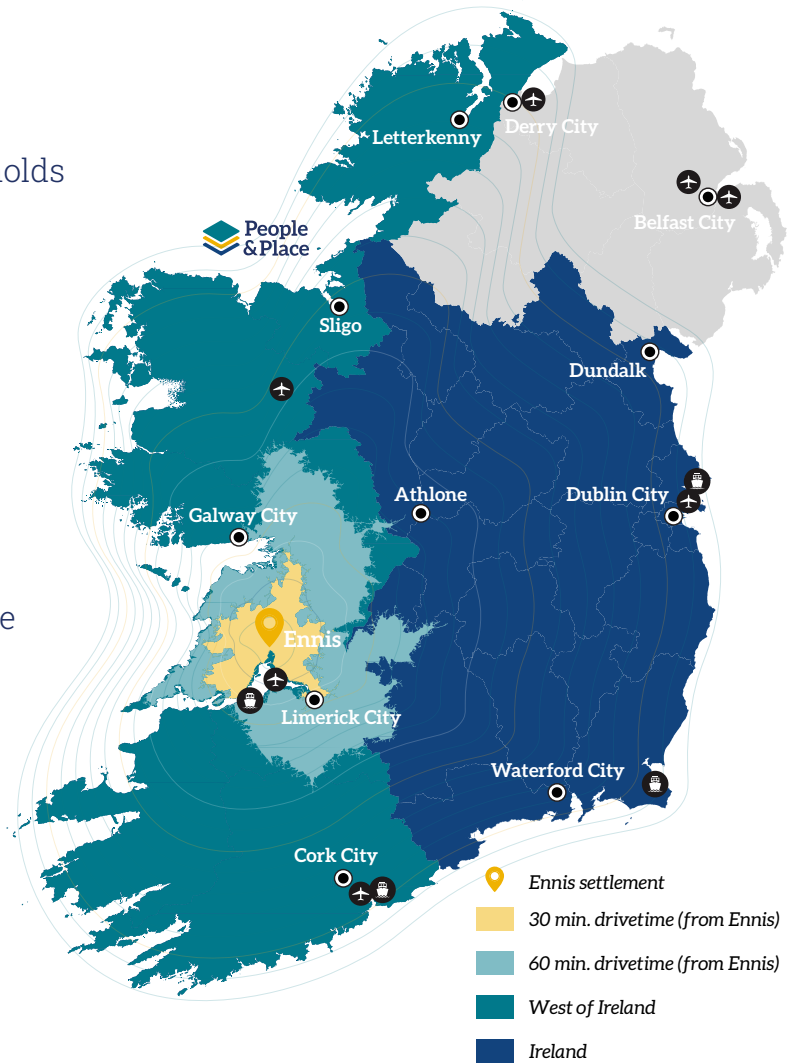 Letterkenny
Derry City
olds
Belfast City
People
&Place
Sligo
Dundalk
Athlone
Dublin City
Galway City
e
Ennis
Limerick City
Waterford City
Cork City
Ennis settlement
30 min. drivetime (from Ennis)
60 min. drivetime (from Ennis)
West of Ireland
Ireland